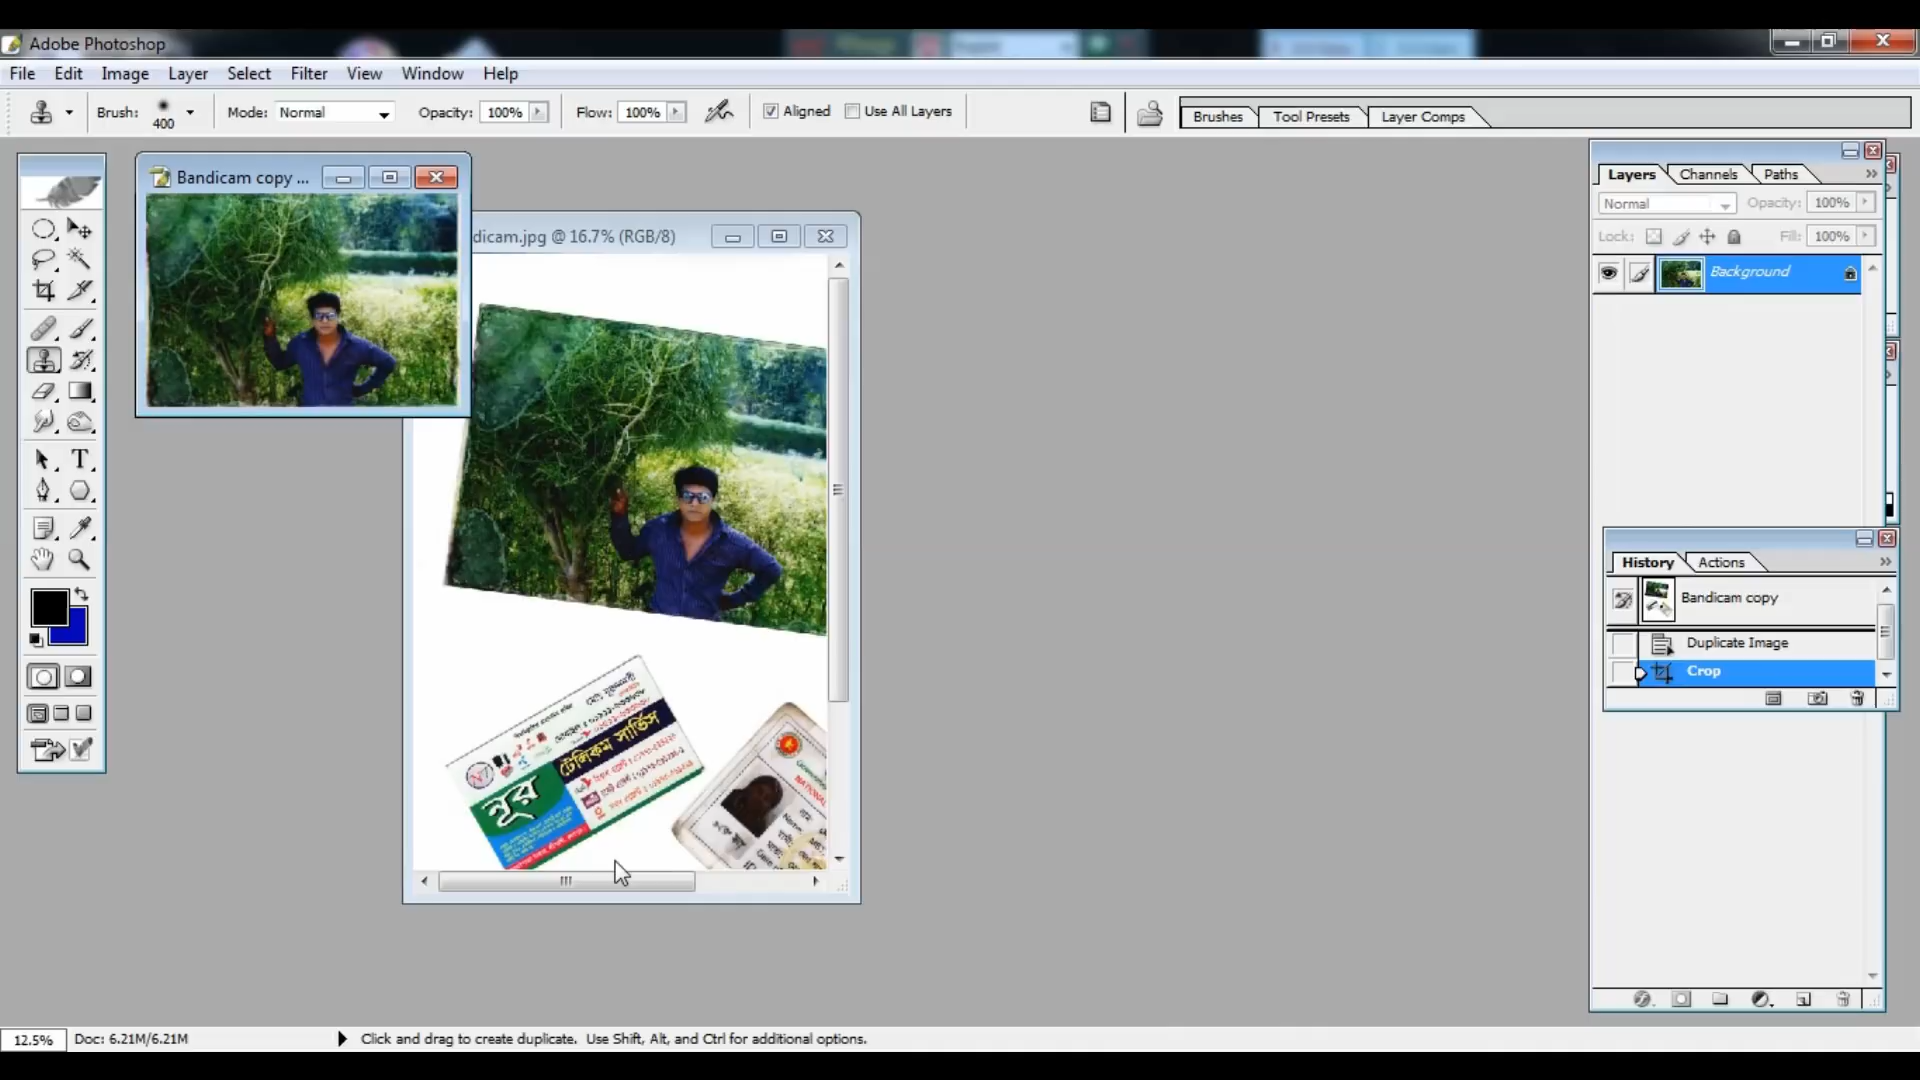 Adobe Photoshop
File Edit Image Layer Select Filter View Window Help
Brush: 400 Mode: Normal Opacity: 100% Flow: 100% Aligned Use All Layers Brushes Tool Presets Layer Comps
Bandicam copy ...
dicam.jpg @ 16.7% (RGB/8)
Layers Channels Paths
Normal Opacity: 100%
Lock: Fill: 100%
Background
T
History Actions
Bandicam copy
Duplicate Image
Crop
টেলিকম সার্ভিস
নূর
12.5% Doc: 6.21M/6.21M Click and drag to create duplicate. Use Shift, Alt, and Ctrl for additional options.